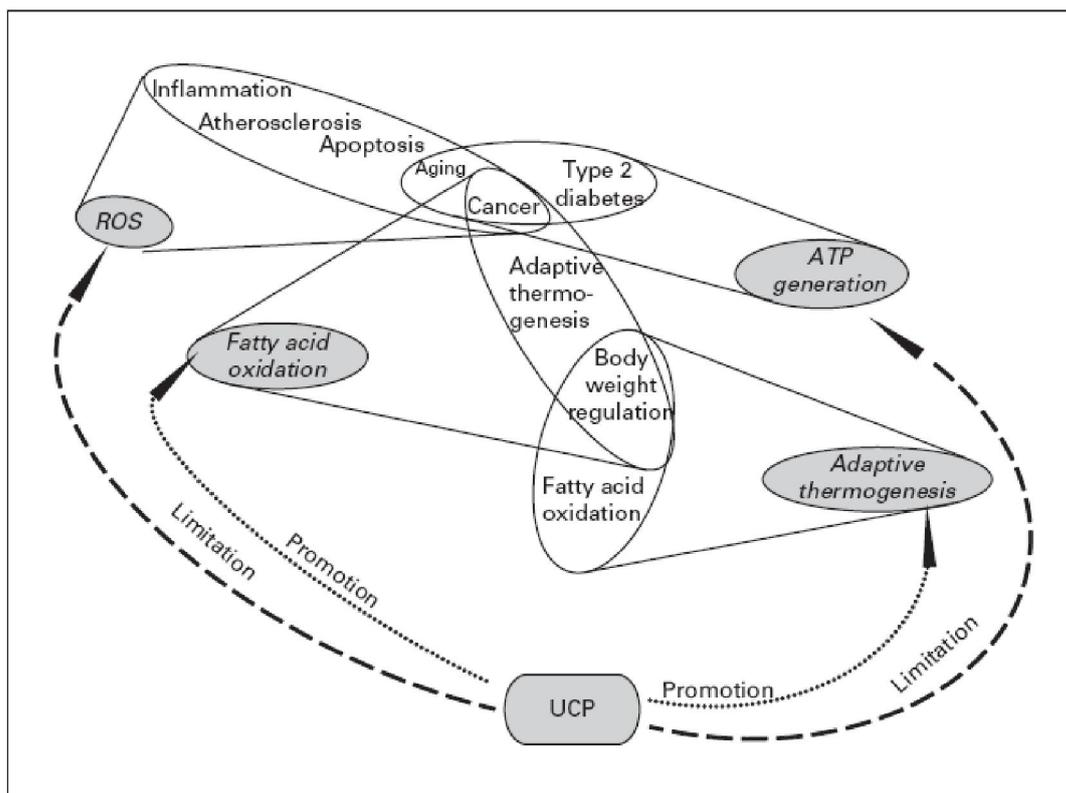 Inflammation
Atherosclerosis
Apoptosis
Aging
Type 2
diabetes
Cancer
ROS
Adaptive
thermo-
genesis
ATP
generation
Fatty acid
oxidation
Body
weight
regulation
Adaptive
thermogenesis
Fatty acid
oxidation
Limitation
Promotion
UCP
Promotion
Limitation